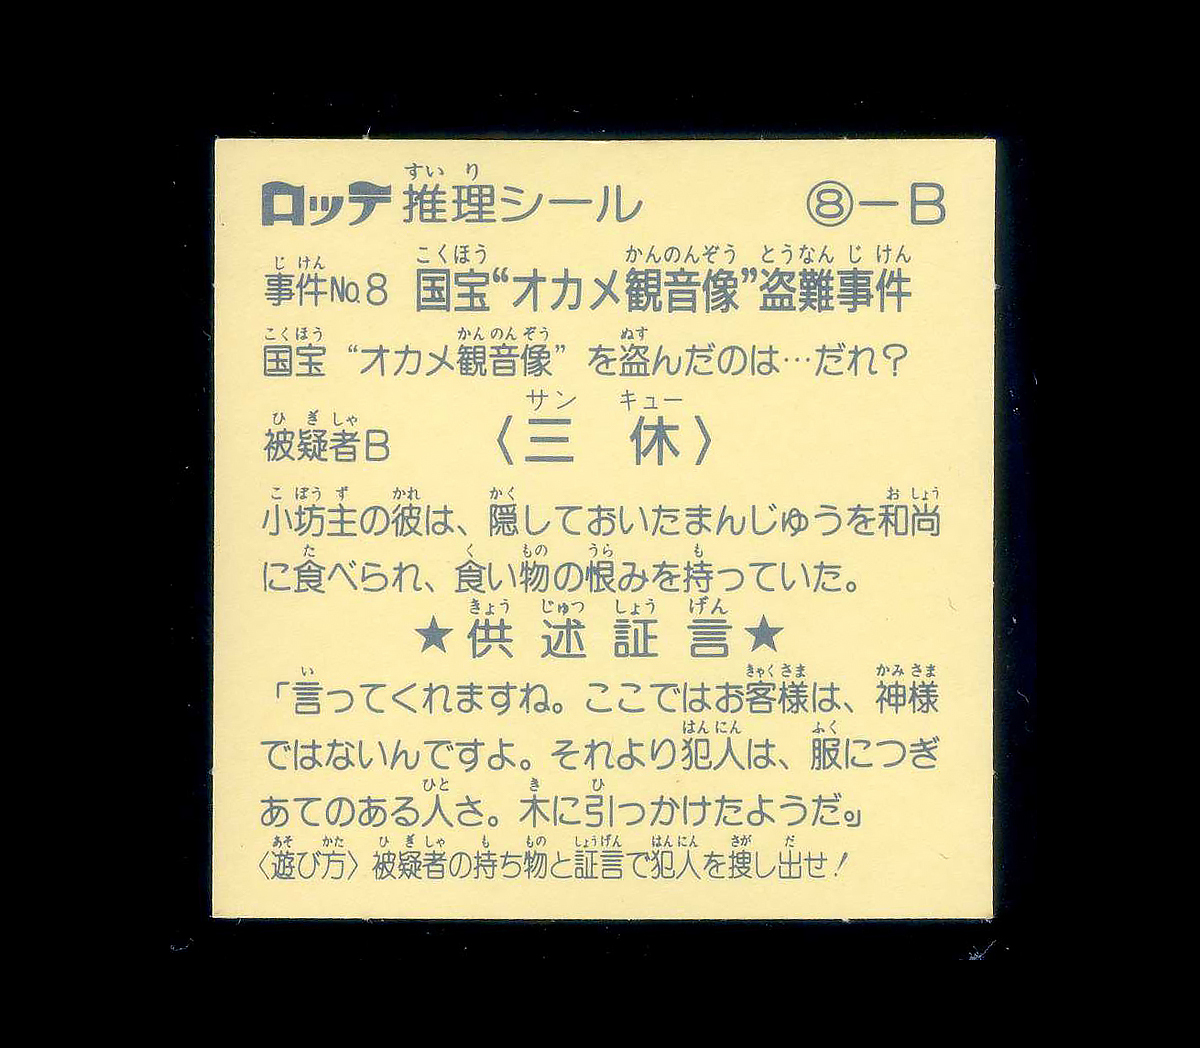 ロッテ推理シール ⑧－B
事件No.8 国宝“オカメ観音像”盗難事件
国宝“オカメ観音像”を盗んだのは…だれ？
被疑者B 〈三休〉
小坊主の彼は、隠しておいたまんじゅうを和尚
に食べられ、食い物の恨みを持っていた。
★供述証言★
「言ってくれますね。ここではお客様は、神様
ではないんですよ。それより犯人は、服につぎ
あてのある人さ。木に引っかけたようだ。」
〈遊び方〉被疑者の持ち物と証言で犯人を捜し出せ！